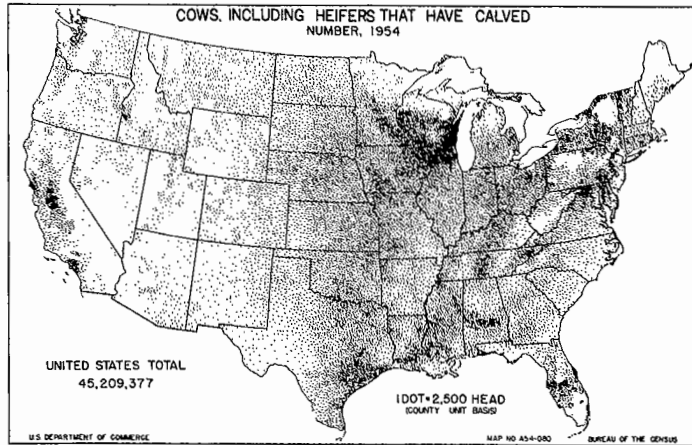 COWS, INCLUDING HEIFERS THAT HAVE CALVED
NUMBER, 1954
UNITED STATES TOTAL
45,209,377
1 DOT=2,500 HEAD
(COUNTY UNIT BASIS)
U.S. DEPARTMENT OF COMMERCE
MAP NO. A54-080
BUREAU OF THE CENSUS